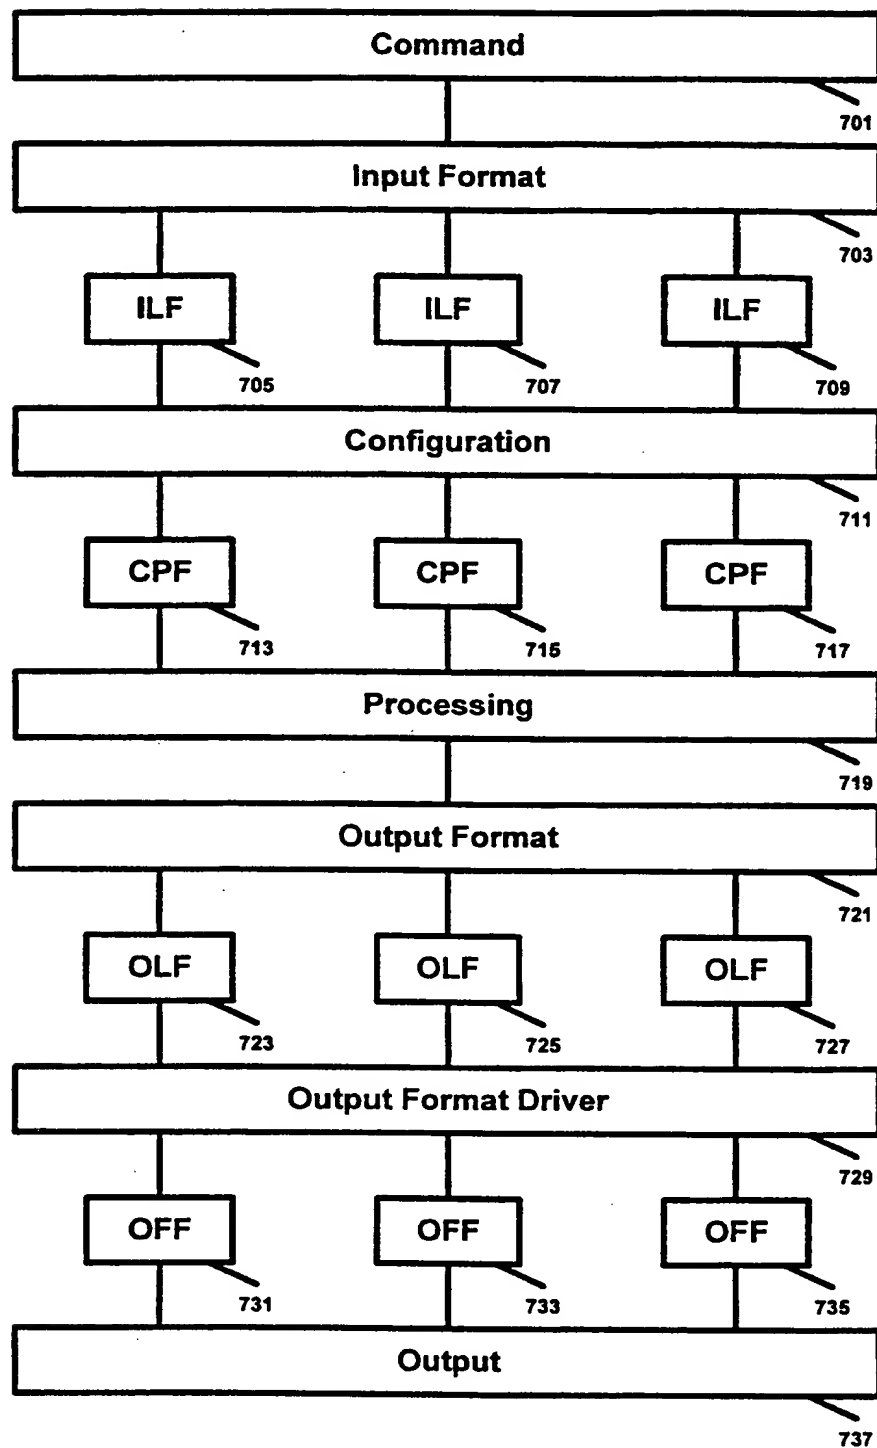 Command
701
Input Format
703
ILF
ILF
ILF
705
707
709
Configuration
711
CPF
CPF
CPF
713
715
717
Processing
719
Output Format
721
OLF
OLF
OLF
723
725
727
Output Format Driver
729
OFF
OFF
OFF
731
733
735
Output
737